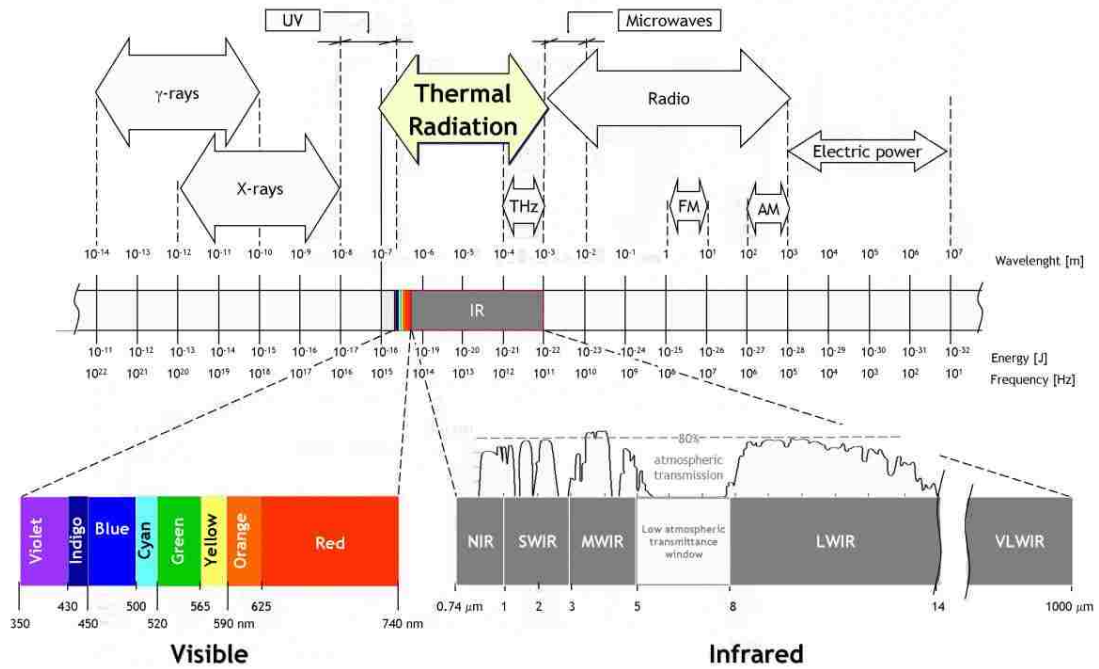 UV
Microwaves
γ-rays
Thermal
Radiation
Radio
X-rays
Electric power
THz
FM
AM
10⁻¹⁴ 10⁻¹³ 10⁻¹² 10⁻¹¹ 10⁻¹⁰ 10⁻⁹ 10⁻⁸ 10⁻⁷ 10⁻⁶ 10⁻⁵ 10⁻⁴ 10⁻³ 10⁻² 10⁻¹ 1 10¹ 10² 10³ 10⁴ 10⁵ 10⁶ 10⁷
Wavelenght [m]
IR
10⁻¹¹ 10⁻¹² 10⁻¹³ 10⁻¹⁴ 10⁻¹⁵ 10⁻¹⁶ 10⁻¹⁷ 10⁻¹⁸ 10⁻¹⁹ 10⁻²⁰ 10⁻²¹ 10⁻²² 10⁻²³ 10⁻²⁴ 10⁻²⁵ 10⁻²⁶ 10⁻²⁷ 10⁻²⁸ 10⁻²⁹ 10⁻³⁰ 10⁻³¹ 10⁻³²
Energy [J]
10²² 10²¹ 10²⁰ 10¹⁹ 10¹⁸ 10¹⁷ 10¹⁶ 10¹⁵ 10¹⁴ 10¹³ 10¹² 10¹¹ 10¹⁰ 10⁹ 10⁸ 10⁷ 10⁶ 10⁵ 10⁴ 10³ 10² 10¹
Frequency [Hz]
80%
atmospheric
transmission
Violet
Indigo
Blue
Cyan
Green
Yellow
Orange
Red
NIR
SWIR
MWIR
Low atmospheric
transmittance
window
LWIR
VLWIR
350 430 450 500 520 565 590 nm 625 740 nm
0.74 μm 1 2 3 5 8 14 1000 μm
Visible
Infrared